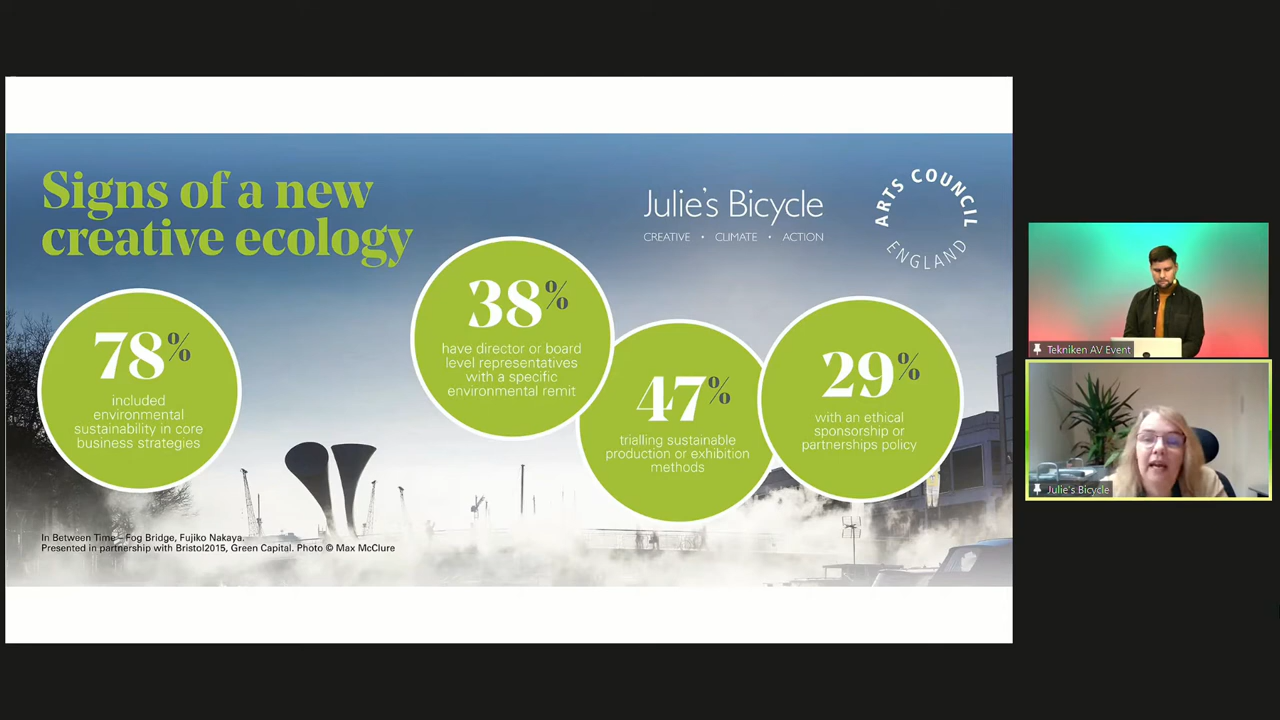 Signs of a new
creative ecology
Julie's Bicycle
CREATIVE • CLIMATE • ACTION
ARTS COUNCIL
ENGLAND
78%
included
environmental
sustainability in core
business strategies
38%
have director or board
level representatives
with a specific
environmental remit
47%
trialling sustainable
production or exhibition
methods
29%
with an ethical
sponsorship or
partnerships policy
In Between Time – Fog Bridge, Fujiko Nakaya.
Presented in partnership with Bristol2015, Green Capital. Photo © Max McClure
Tekniken AV Event
Julie's Bicycle